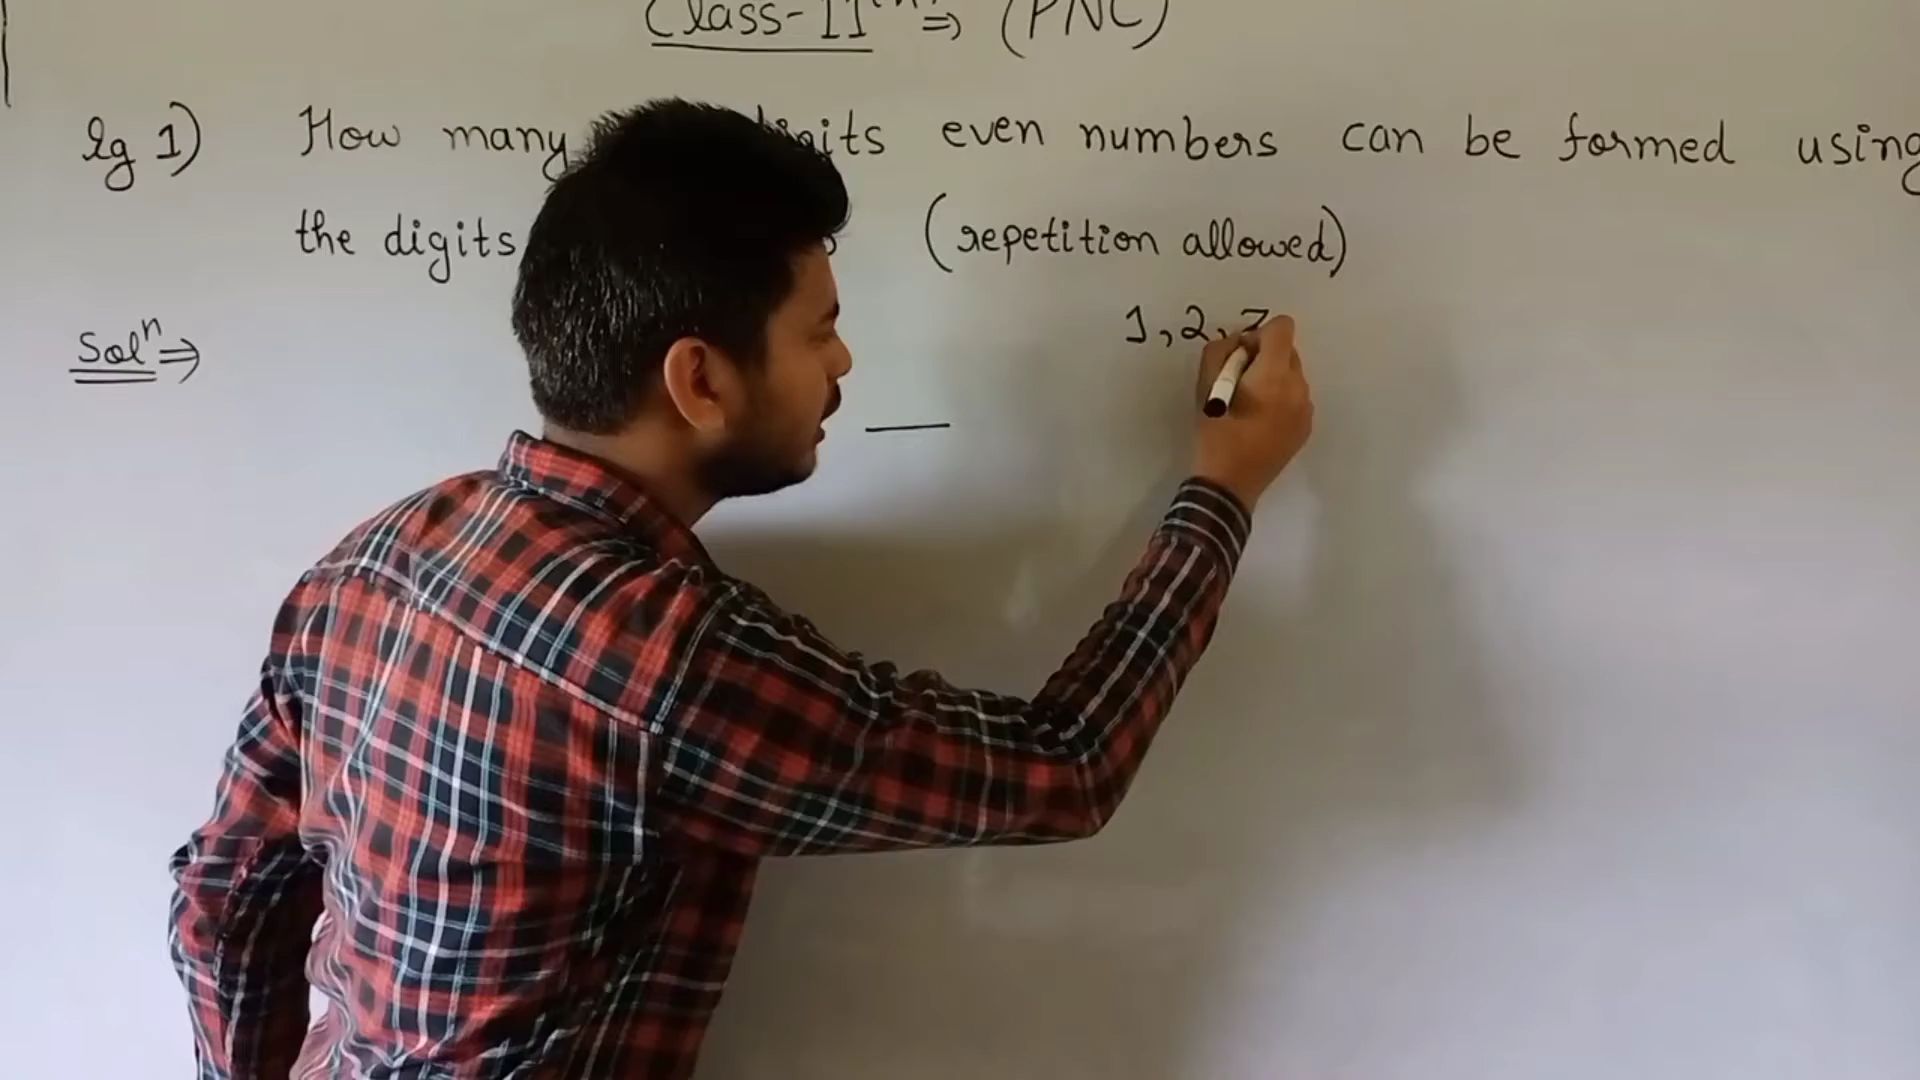 Class-11th ⇒ (PNC)
Eg 1) How many digits even numbers can be formed using
the digits (repetition allowed)
1, 2, 3
Solⁿ ⇒